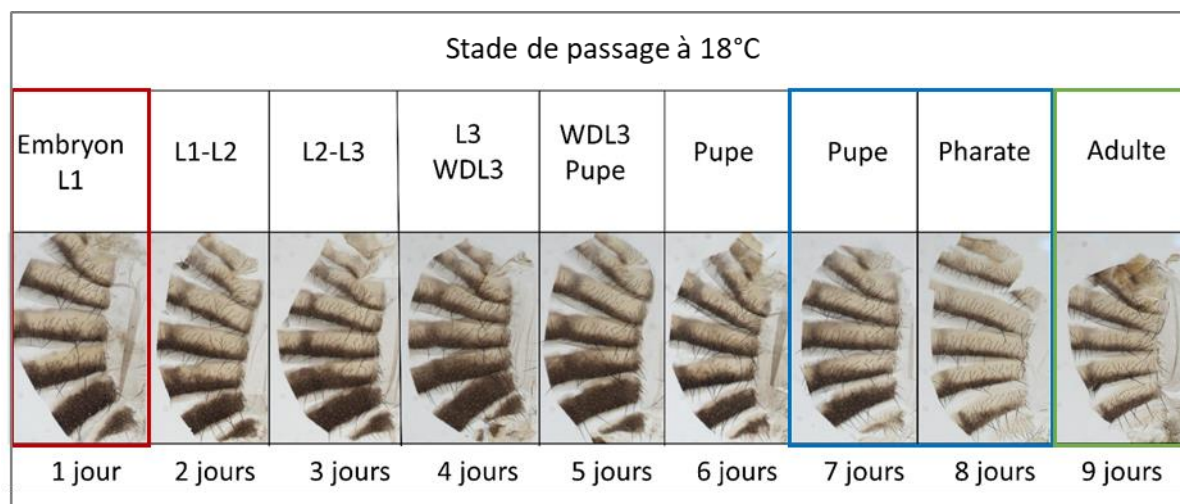 Stade de passage à 18°C
Embryon
L1
L1-L2
L2-L3
L3
WDL3
WDL3
Pupe
Pupe
Pupe
Pharate
Adulte
1 jour
2 jours
3 jours
4 jours
5 jours
6 jours
7 jours
8 jours
9 jours